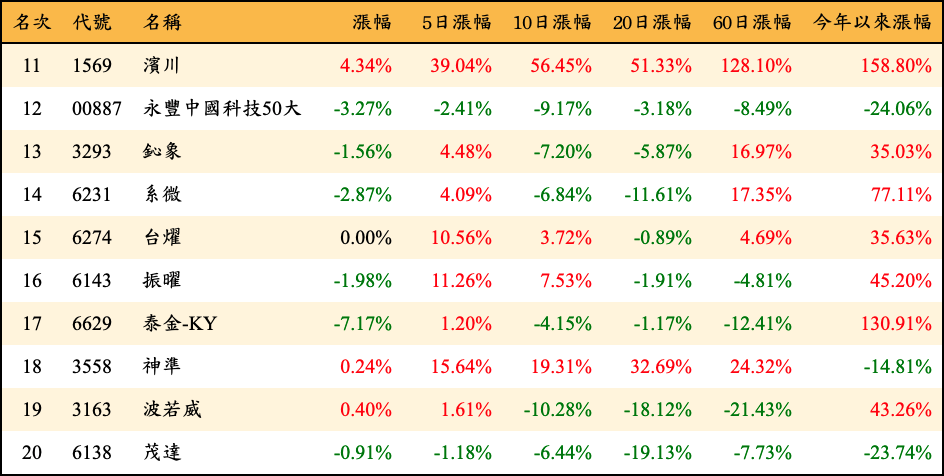 名次 代號 名稱 漲幅 5日漲幅 10日漲幅 20日漲幅 60日漲幅 今年以來漲幅
11 1569 濱川 4.34% 39.04% 56.45% 51.33% 128.10% 158.80%
12 00887 永豐中國科技50大 -3.27% -2.41% -9.17% -3.18% -8.49% -24.06%
13 3293 鈊象 -1.56% 4.48% -7.20% -5.87% 16.97% 35.03%
14 6231 系微 -2.87% 4.09% -6.84% -11.61% 17.35% 77.11%
15 6274 台燿 0.00% 10.56% 3.72% -0.89% 4.69% 35.63%
16 6143 振曜 -1.98% 11.26% 7.53% -1.91% -4.81% 45.20%
17 6629 泰金-KY -7.17% 1.20% -4.15% -1.17% -12.41% 130.91%
18 3558 神準 0.24% 15.64% 19.31% 32.69% 24.32% -14.81%
19 3163 波若威 0.40% 1.61% -10.28% -18.12% -21.43% 43.26%
20 6138 茂達 -0.91% -1.18% -6.44% -19.13% -7.73% -23.74%